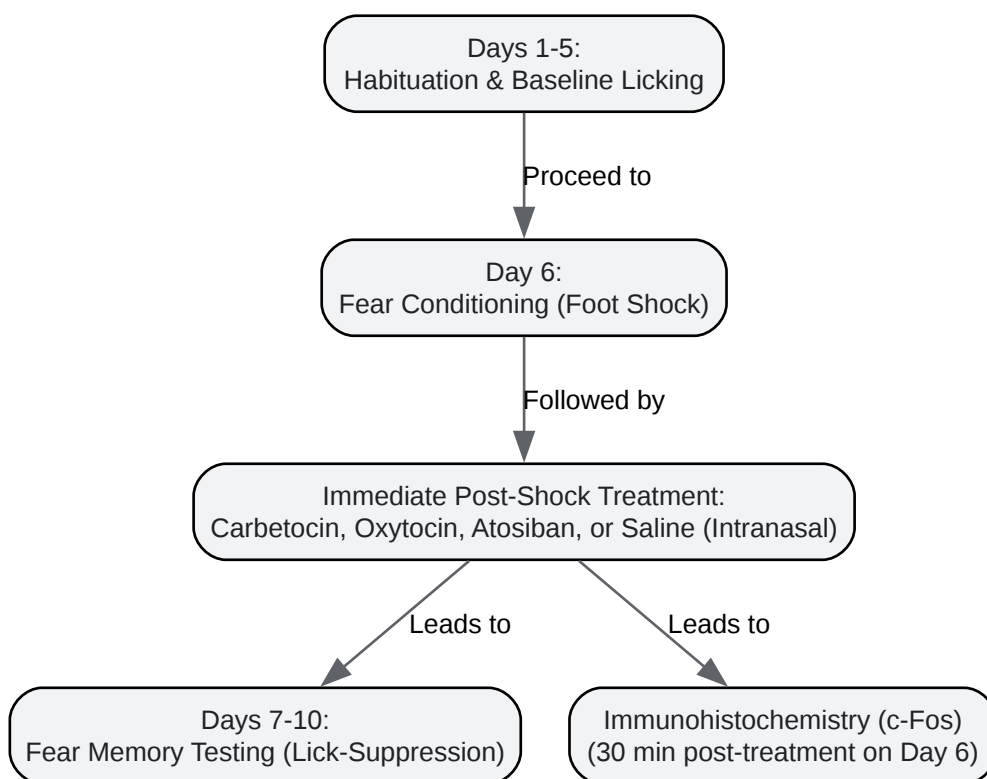 Days 1-5:
Habituation & Baseline Licking
Proceed to
Day 6:
Fear Conditioning (Foot Shock)
Followed by
Immediate Post-Shock Treatment:
Carbetocin, Oxytocin, Atosiban, or Saline (Intranasal)
Leads to
Leads to
Days 7-10:
Fear Memory Testing (Lick-Suppression)
Immunohistochemistry (c-Fos)
(30 min post-treatment on Day 6)